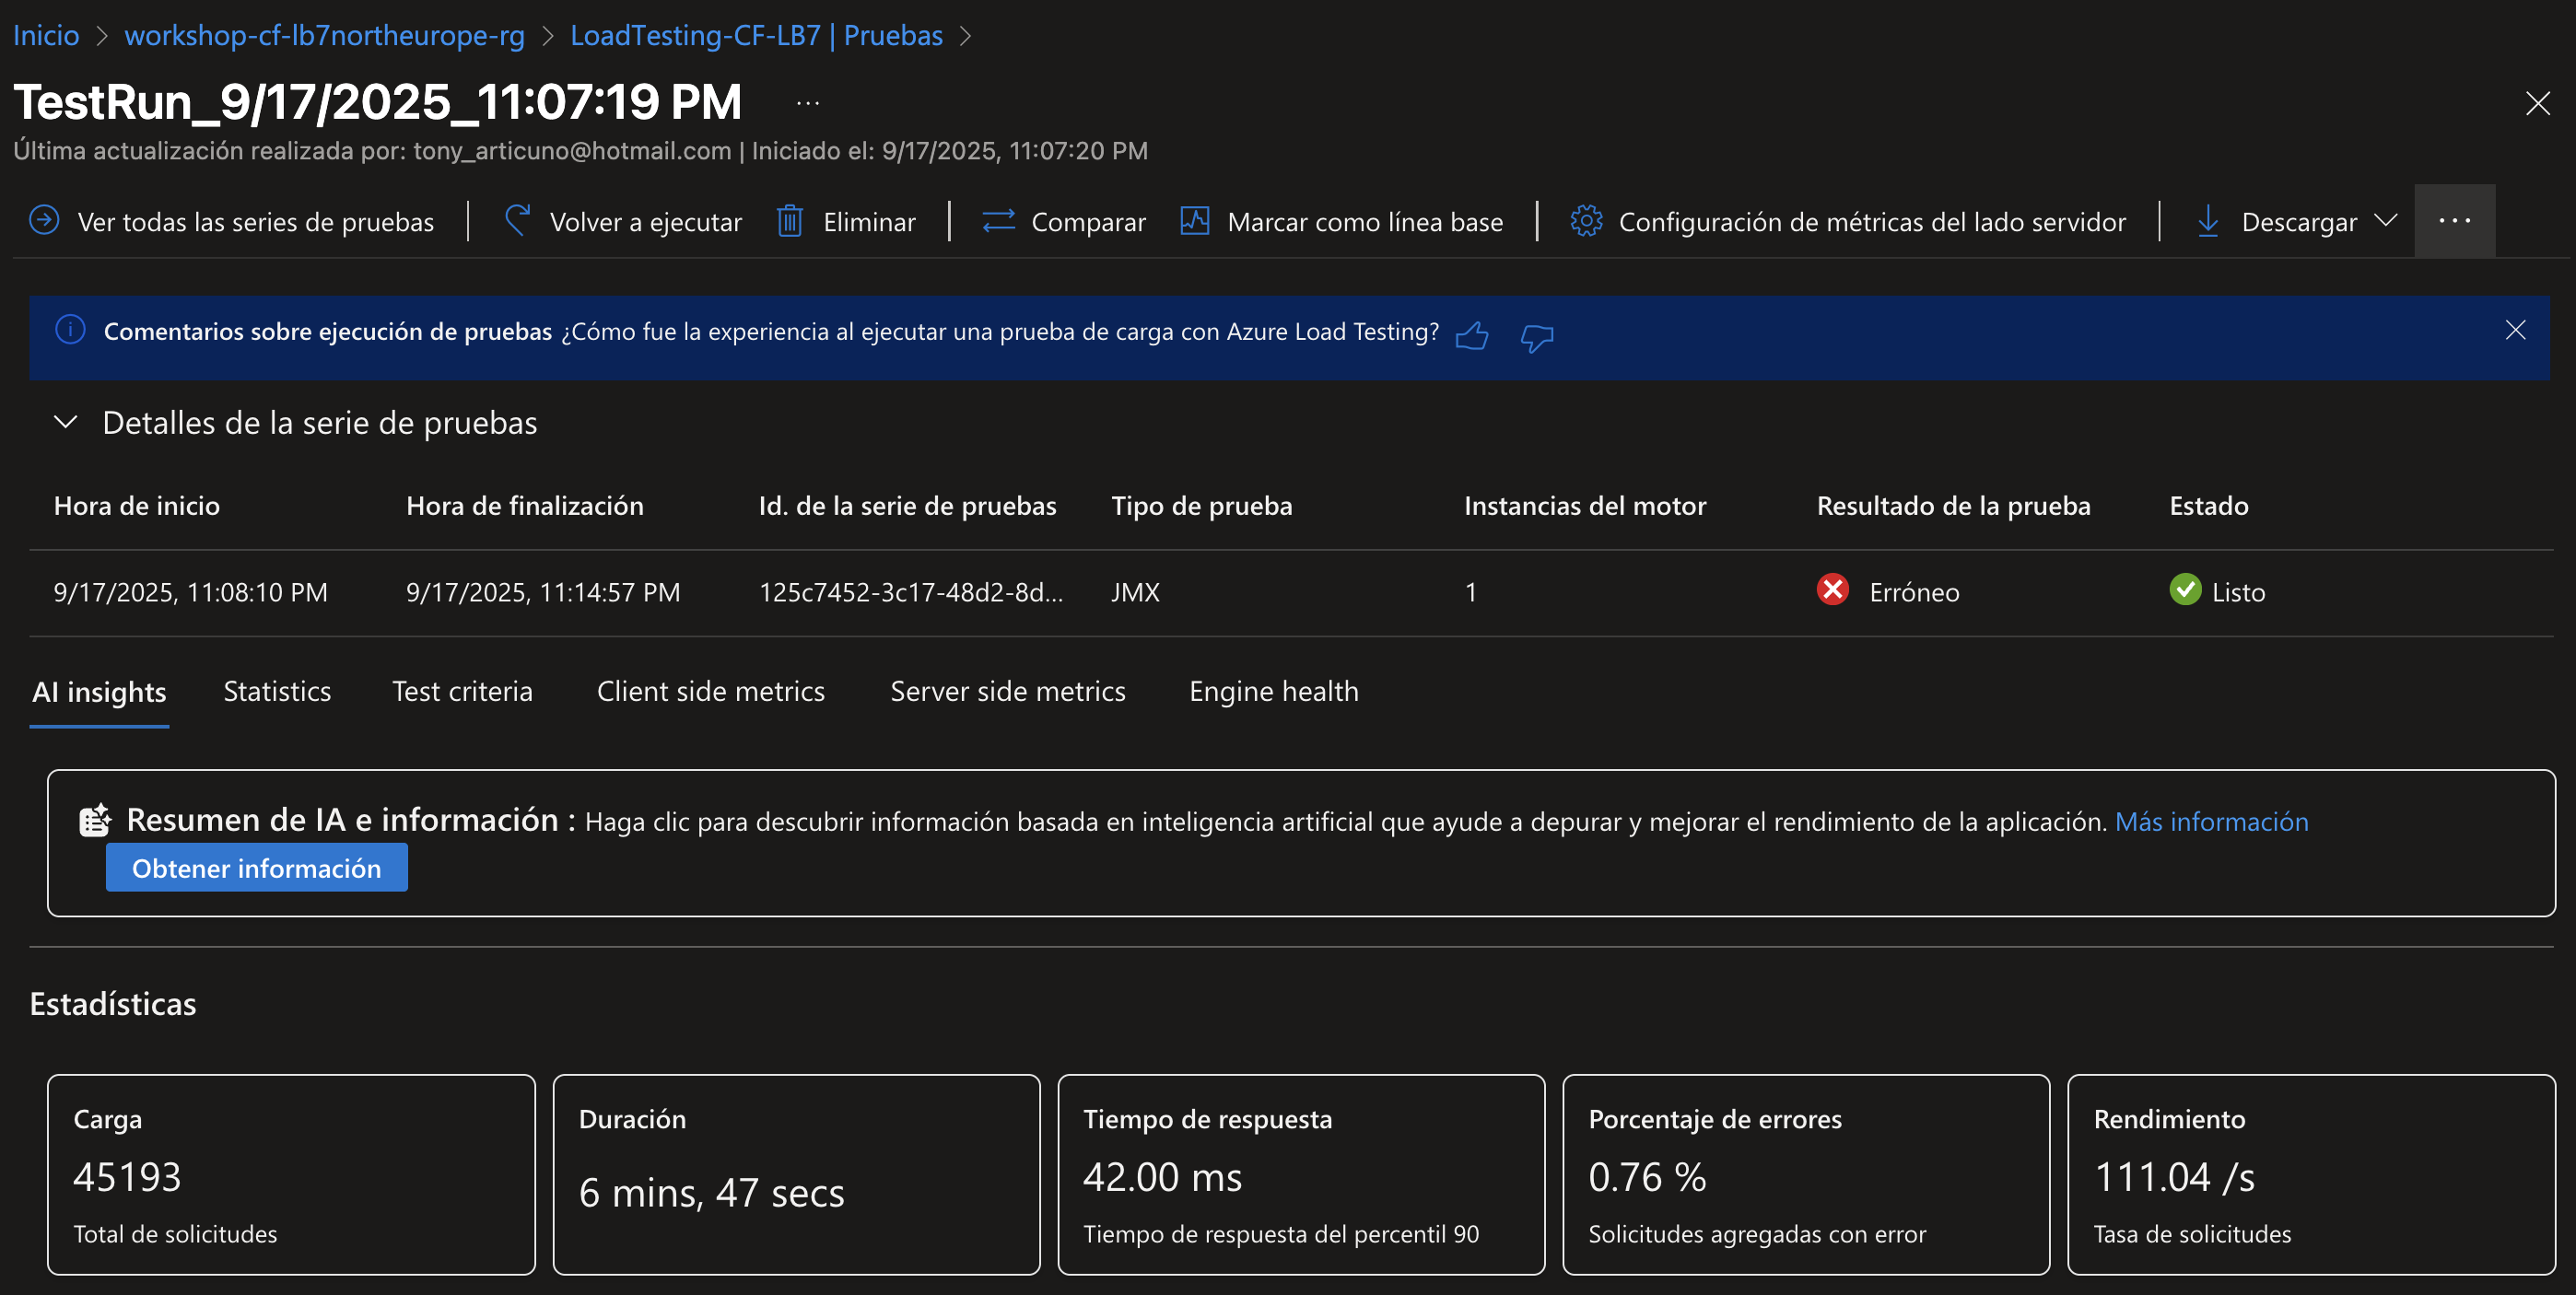 Inicio > workshop-cf-lb7northeurope-rg > LoadTesting-CF-LB7 | Pruebas >
TestRun_9/17/2025_11:07:19 PM ...
Última actualización realizada por: tony_articuno@hotmail.com | Iniciado el: 9/17/2025, 11:07:20 PM
Ver todas las series de pruebas | Volver a ejecutar Eliminar | Comparar Marcar como línea base | Configuración de métricas del lado servidor | Descargar ...
Comentarios sobre ejecución de pruebas ¿Cómo fue la experiencia al ejecutar una prueba de carga con Azure Load Testing?
Detalles de la serie de pruebas
Hora de inicio Hora de finalización Id. de la serie de pruebas Tipo de prueba Instancias del motor Resultado de la prueba Estado
9/17/2025, 11:08:10 PM 9/17/2025, 11:14:57 PM 125c7452-3c17-48d2-8d... JMX 1 Erróneo Listo
AI insights Statistics Test criteria Client side metrics Server side metrics Engine health
Resumen de IA e información : Haga clic para descubrir información basada en inteligencia artificial que ayude a depurar y mejorar el rendimiento de la aplicación. Más información
Obtener información
Estadísticas
Carga
45193
Total de solicitudes
Duración
6 mins, 47 secs
Tiempo de respuesta
42.00 ms
Tiempo de respuesta del percentil 90
Porcentaje de errores
0.76 %
Solicitudes agregadas con error
Rendimiento
111.04 /s
Tasa de solicitudes